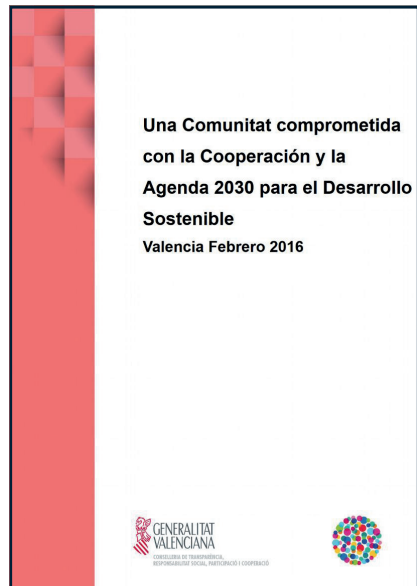 Una Comunitat comprometida
con la Cooperación y la
Agenda 2030 para el Desarrollo
Sostenible
Valencia Febrero 2016
GENERALITAT
VALENCIANA
CONSELLERIA DE TRANSPARÈNCIA,
RESPONSABILITAT SOCIAL, PARTICIPACIÓ I COOPERACIÓ